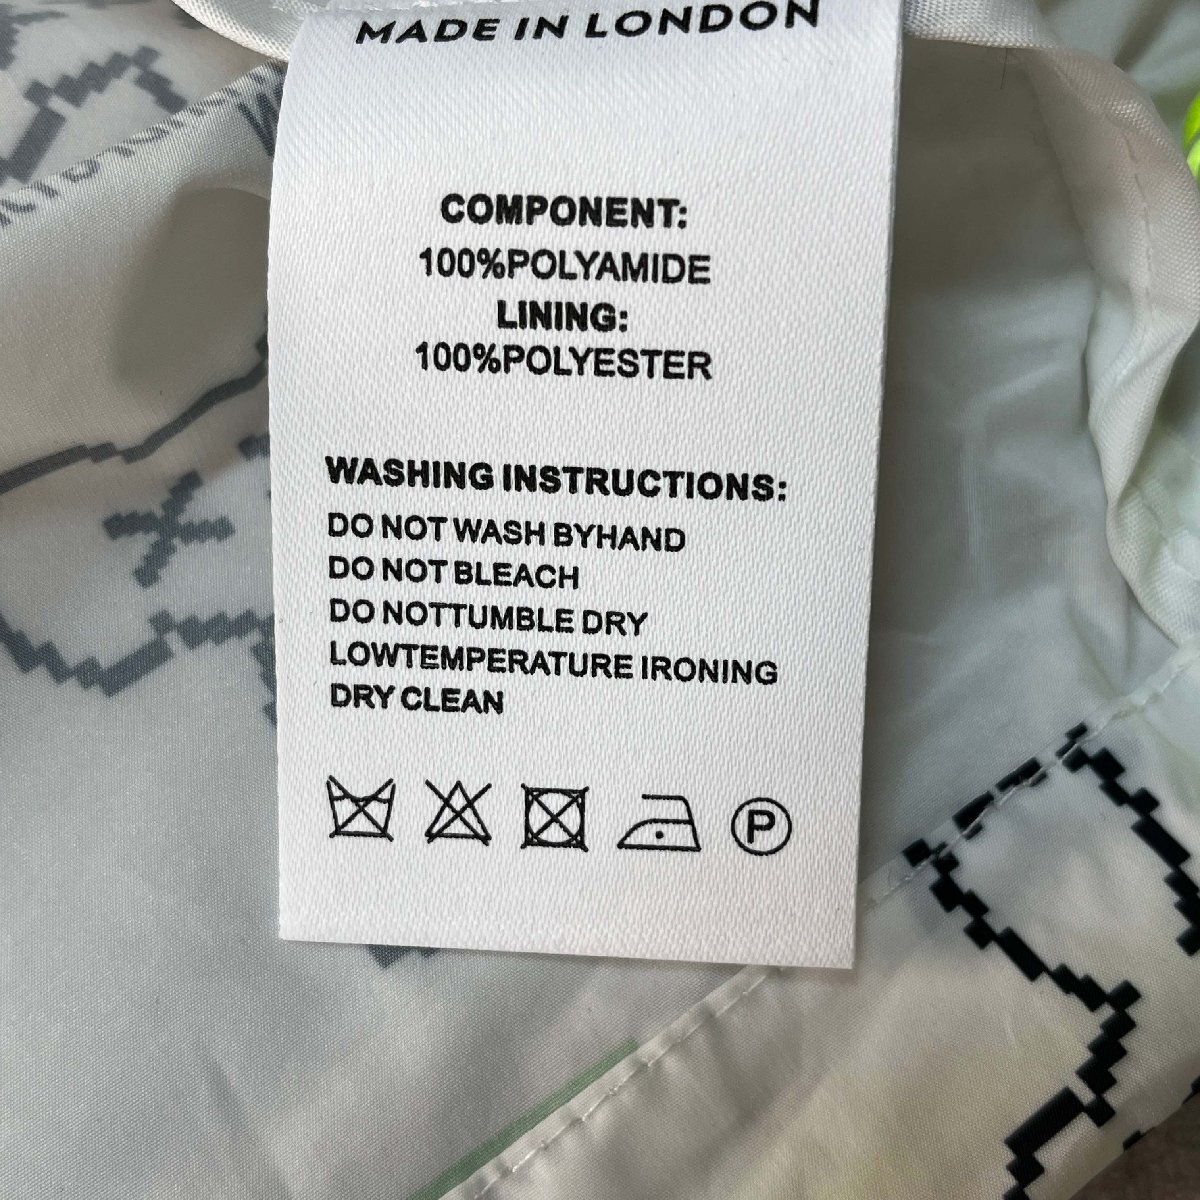 MADE IN LONDON
COMPONENT:
100%POLYAMIDE
LINING:
100%POLYESTER
WASHING INSTRUCTIONS:
DO NOT WASH BYHAND
DO NOT BLEACH
DO NOTTUMBLE DRY
LOWTEMPERATURE IRONING
DRY CLEAN
P